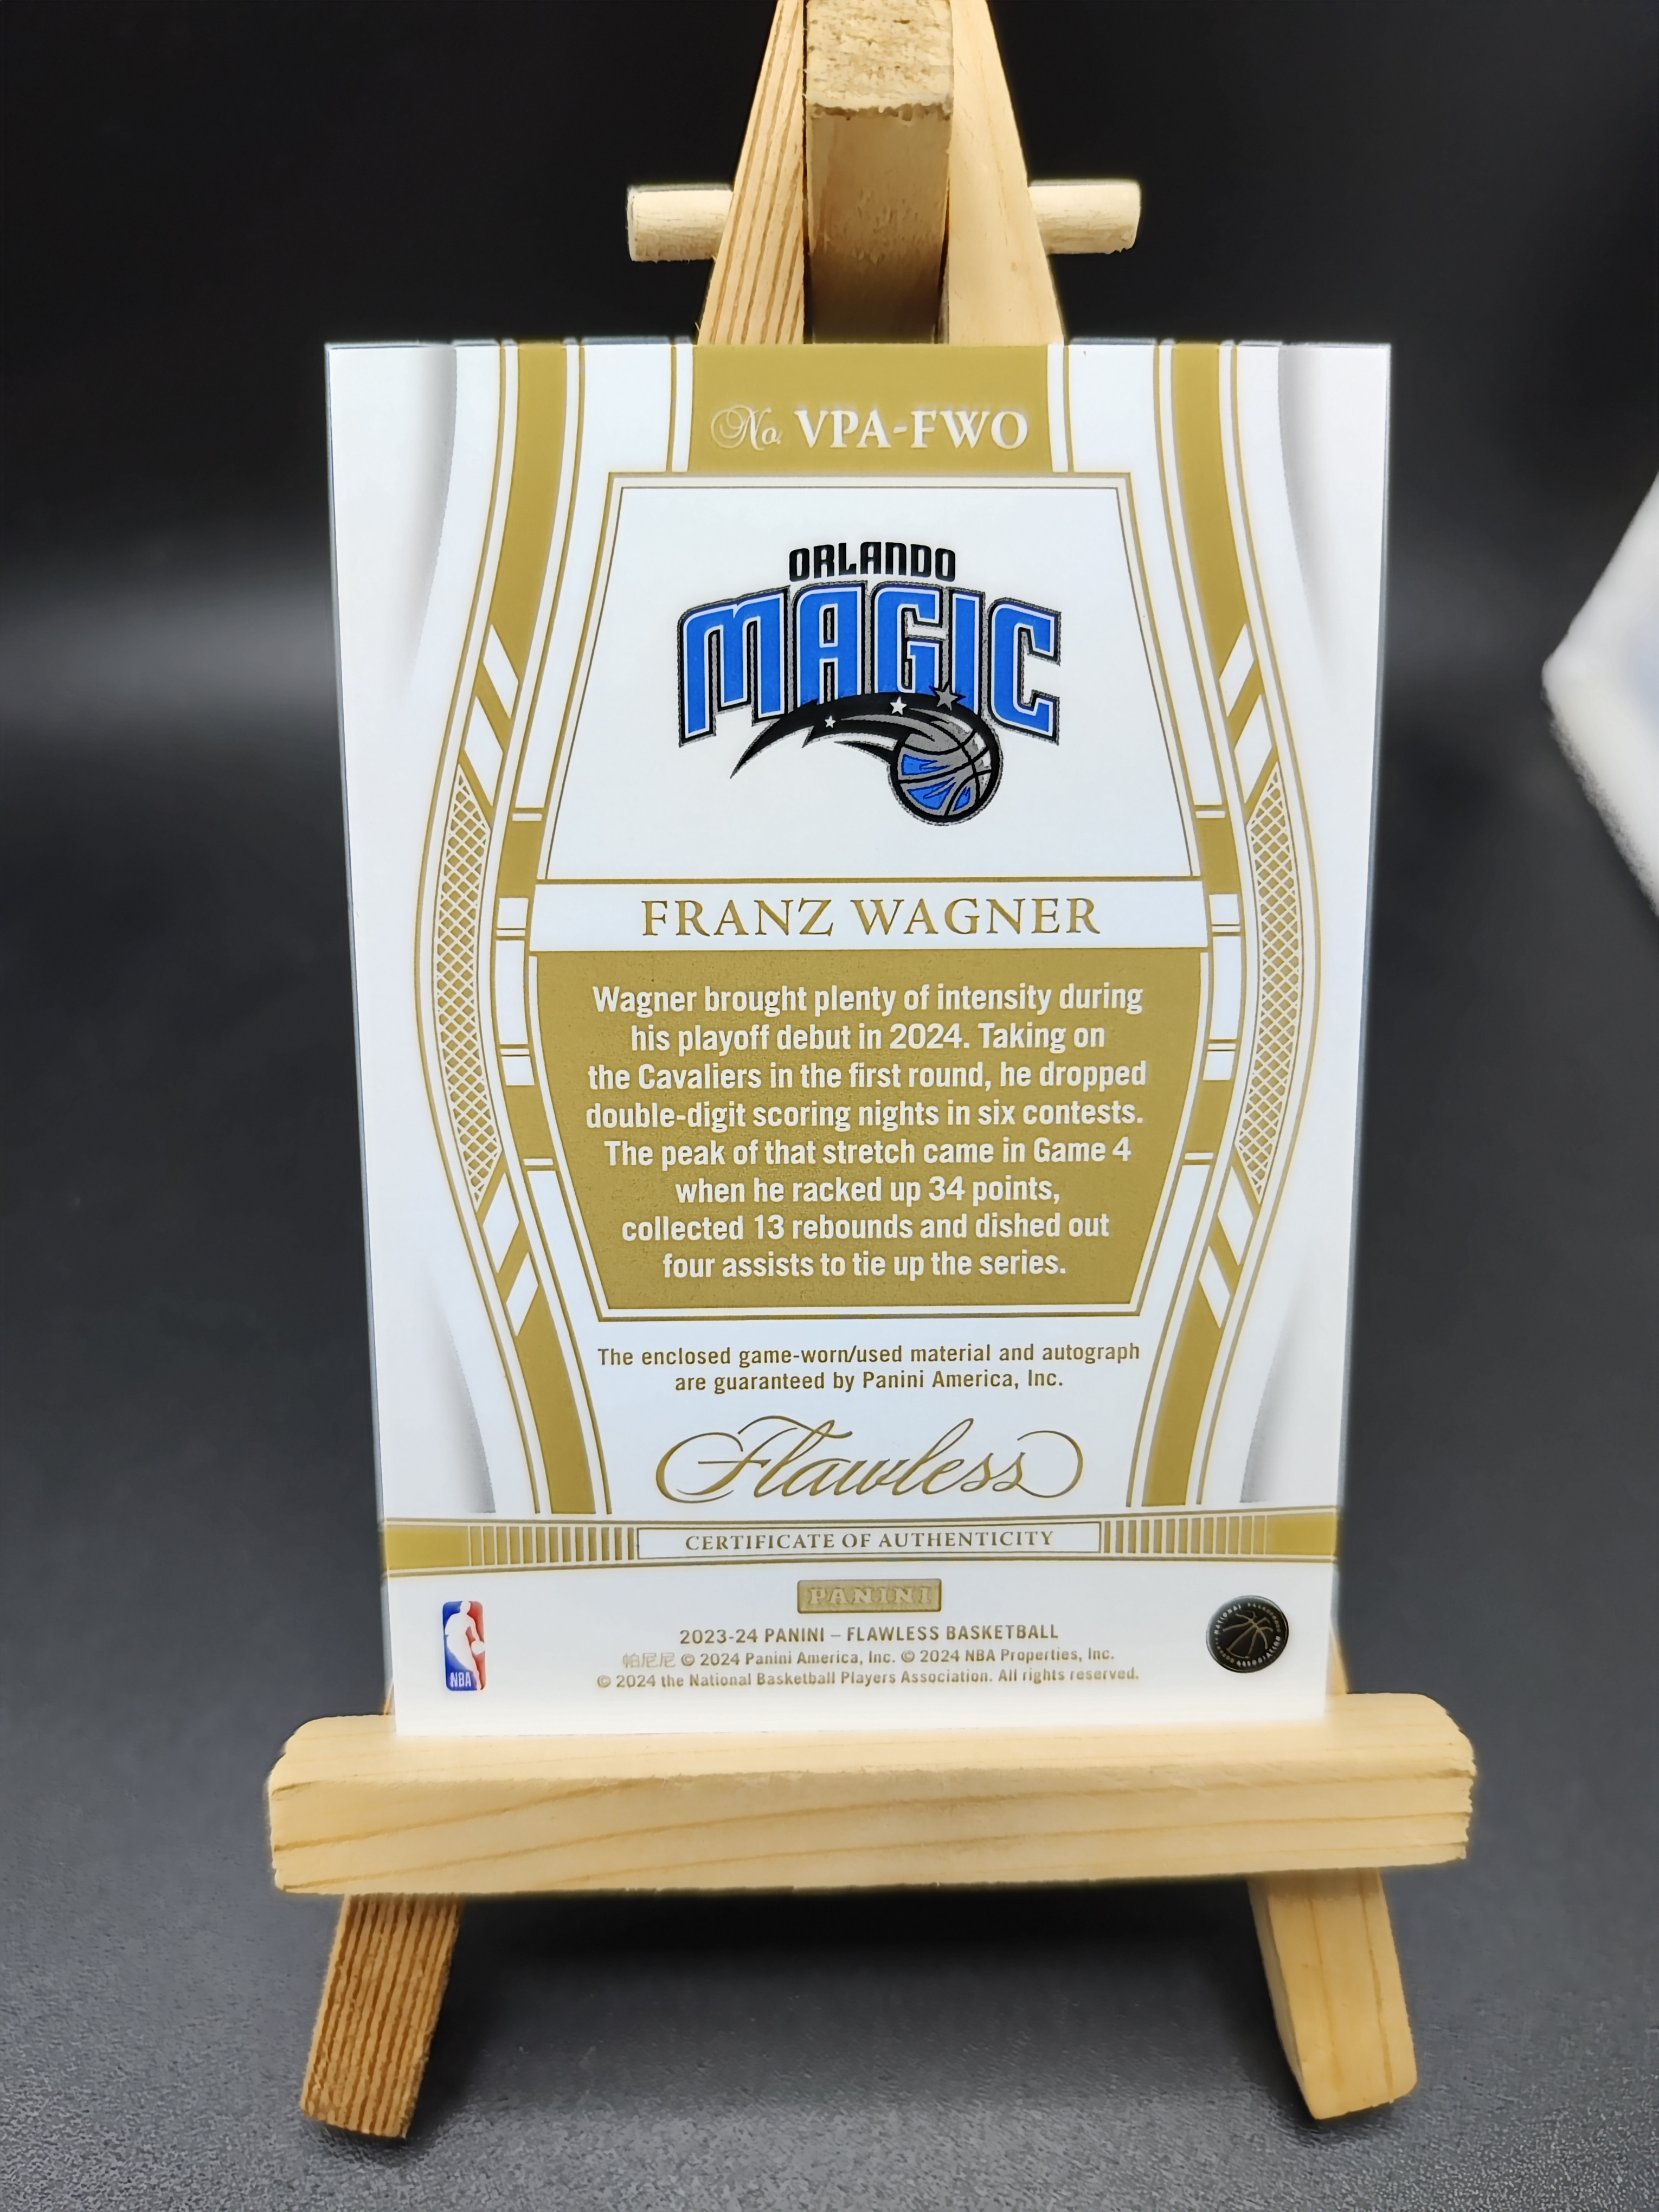 No. VPA-FWO
ORLANDO
MAGIC
FRANZ WAGNER
Wagner brought plenty of intensity during
his playoff debut in 2024. Taking on
the Cavaliers in the first round, he dropped
double-digit scoring nights in six contests.
The peak of that stretch came in Game 4
when he racked up 34 points,
collected 13 rebounds and dished out
four assists to tie up the series.
The enclosed game-worn/used material and autograph
are guaranteed by Panini America, Inc.
Flawless
CERTIFICATE OF AUTHENTICITY
PANINI
2023-24 PANINI – FLAWLESS BASKETBALL
帕尼尼 © 2024 Panini America, Inc. © 2024 NBA Properties, Inc.
© 2024 the National Basketball Players Association. All rights reserved.
NBA